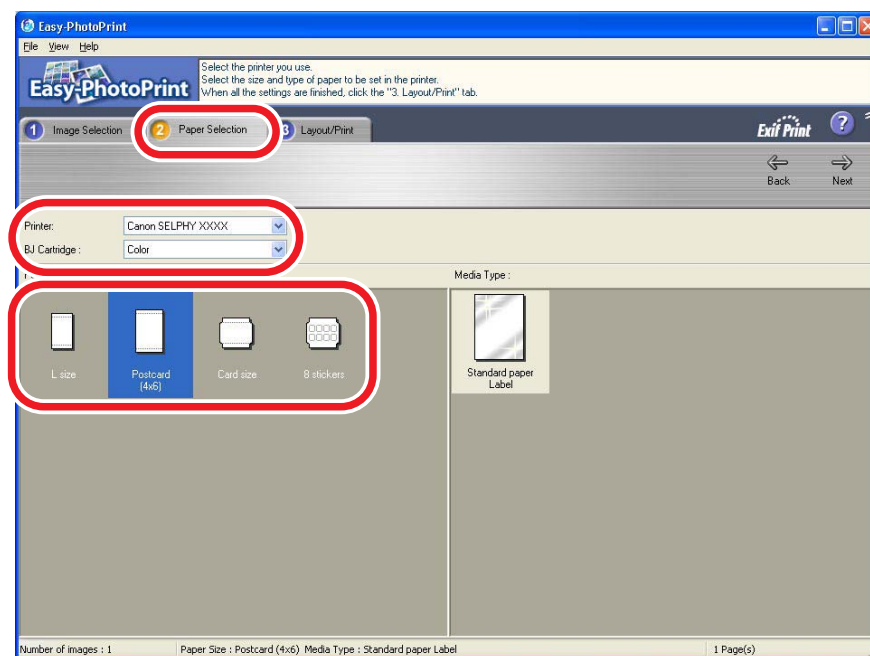 Easy-PhotoPrint
File View Help
Easy-PhotoPrint
Select the printer you use.
Select the size and type of paper to be set in the printer.
When all the settings are finished, click the "3. Layout/Print" tab.
1 Image Selection 2 Paper Selection 3 Layout/Print
Exif Print ?
Back Next
Printer: Canon SELPHY XXXX
BJ Cartridge : Color
Media Type :
L size
Postcard
(4x6)
Card size
8 stickers
Standard paper
Label
Number of images : 1 Paper Size : Postcard (4x6) Media Type : Standard paper Label 1 Page(s)